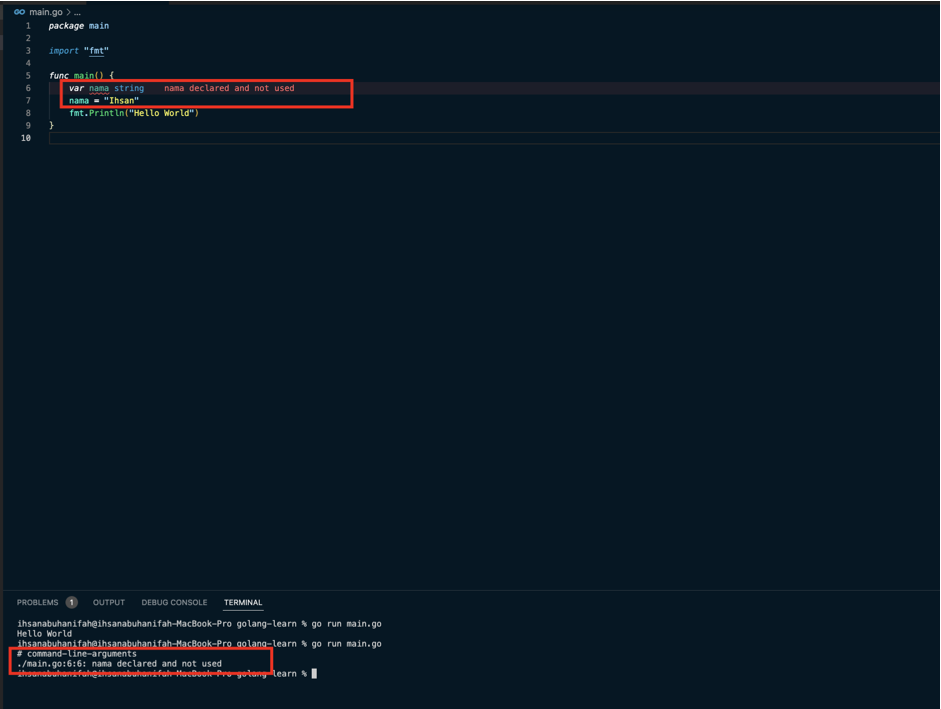 GO main.go > ...
1 package main
2
3 import "fmt"
4
5 func main() {
6 var nama string nama declared and not used
7 nama = "Ihsan"
8 fmt.Println("Hello World")
9 }
10
PROBLEMS 1 OUTPUT DEBUG CONSOLE TERMINAL
ihsanabuhanifah@ihsanabuhanifah-MacBook-Pro golang-learn % go run main.go
Hello World
ihsanabuhanifah@ihsanabuhanifah-MacBook-Pro golang-learn % go run main.go
# command-line-arguments
./main.go:6:6: nama declared and not used
ihsanabuhanifah@ihsanabuhanifah-MacBook-Pro golang-learn %